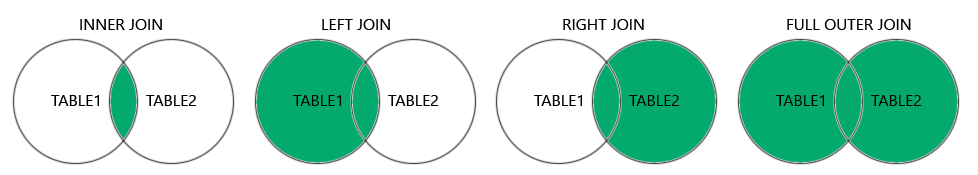 INNER JOIN
TABLE1 TABLE2
LEFT JOIN
TABLE1 TABLE2
RIGHT JOIN
TABLE1 TABLE2
FULL OUTER JOIN
TABLE1 TABLE2